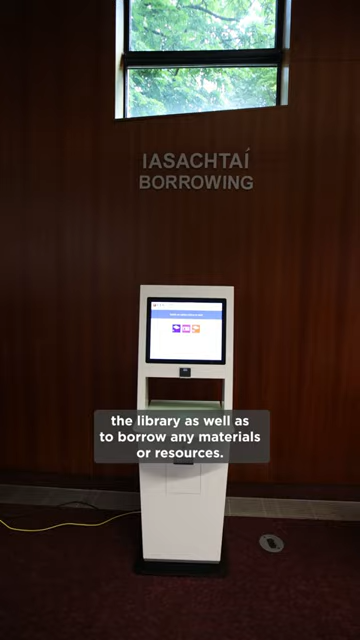 IASACHTAÍ
BORROWING
the library as well as
to borrow any materials
or resources.